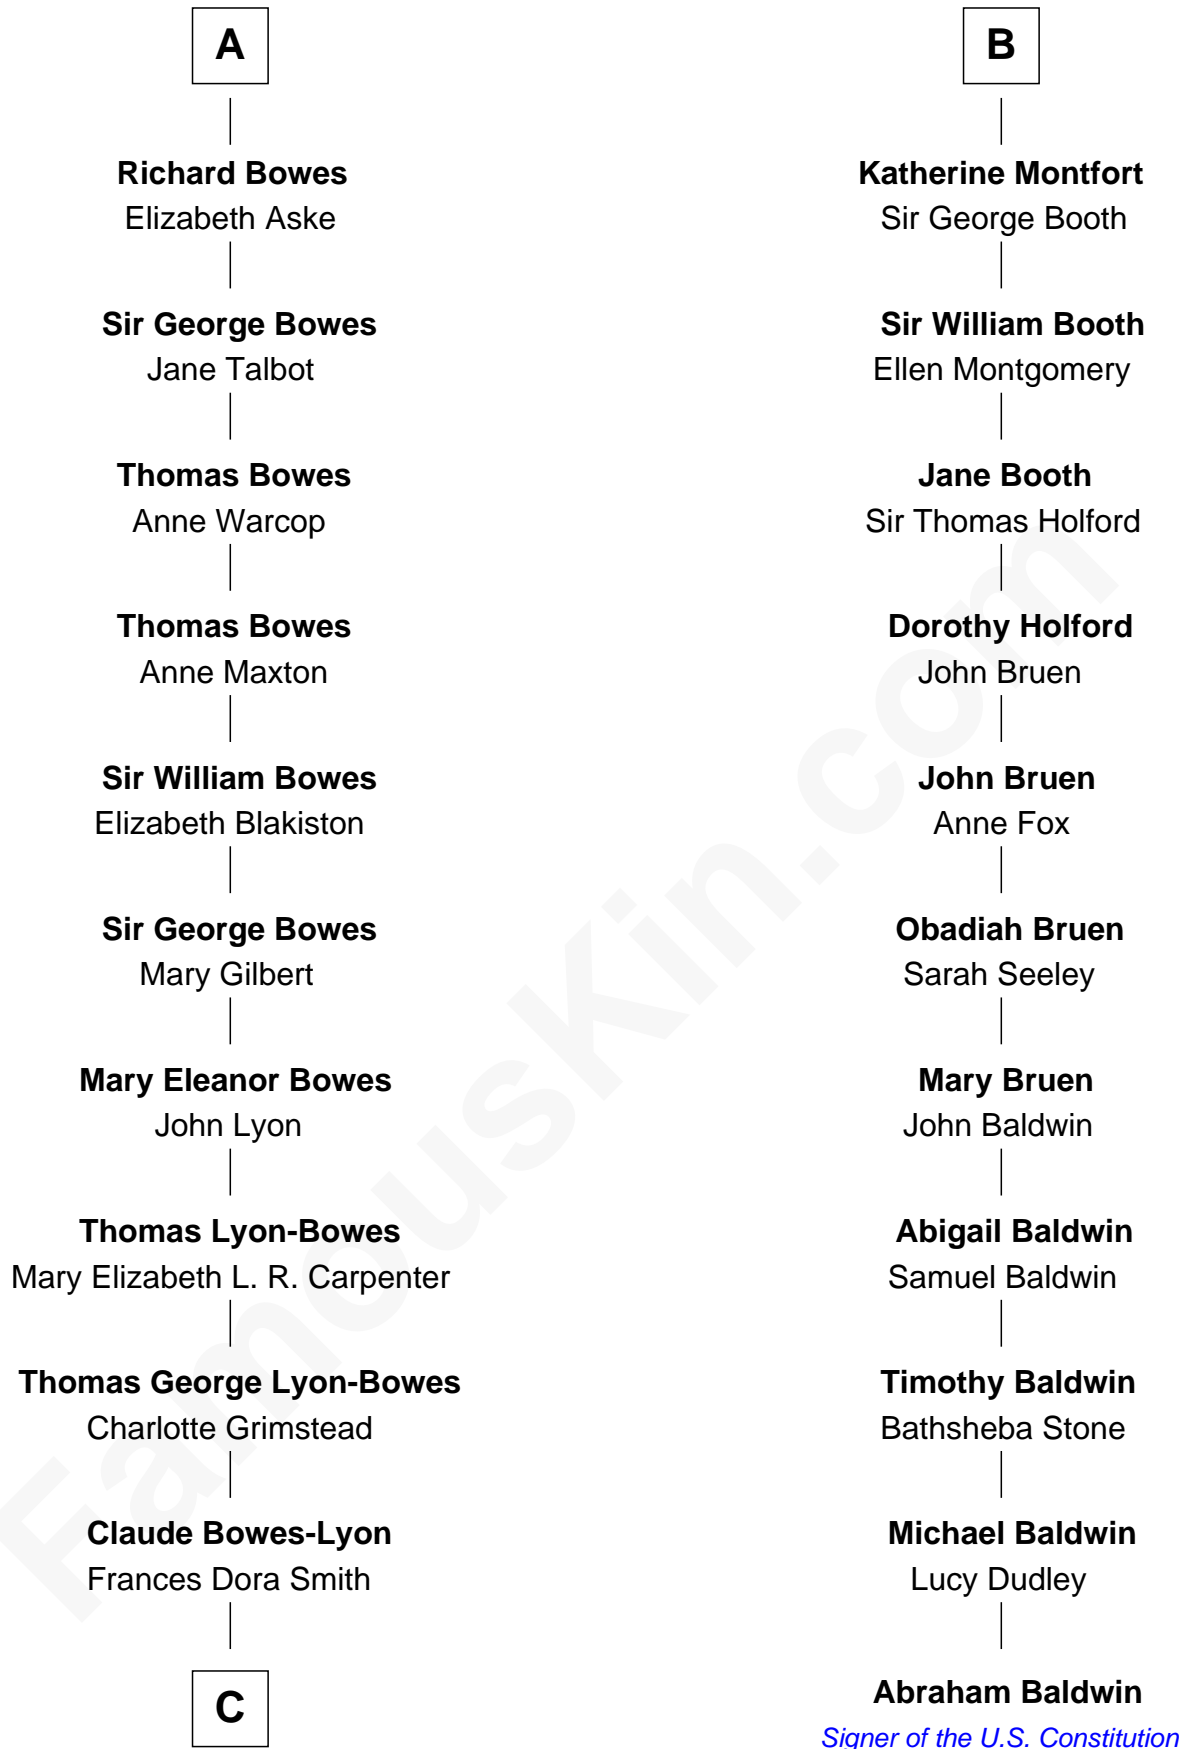 A
Richard Bowes
Elizabeth Aske
Sir George Bowes
Jane Talbot
Thomas Bowes
Anne Warcop
Thomas Bowes
Anne Maxton
Sir William Bowes
Elizabeth Blakiston
Sir George Bowes
Mary Gilbert
Mary Eleanor Bowes
John Lyon
Thomas Lyon-Bowes
Mary Elizabeth L. R. Carpenter
Thomas George Lyon-Bowes
Charlotte Grimstead
Claude Bowes-Lyon
Frances Dora Smith
C
B
Katherine Montfort
Sir George Booth
Sir William Booth
Ellen Montgomery
Jane Booth
Sir Thomas Holford
Dorothy Holford
John Bruen
John Bruen
Anne Fox
Obadiah Bruen
Sarah Seeley
Mary Bruen
John Baldwin
Abigail Baldwin
Samuel Baldwin
Timothy Baldwin
Bathsheba Stone
Michael Baldwin
Lucy Dudley
Abraham Baldwin
Signer of the U.S. Constitution
FamousKin.com